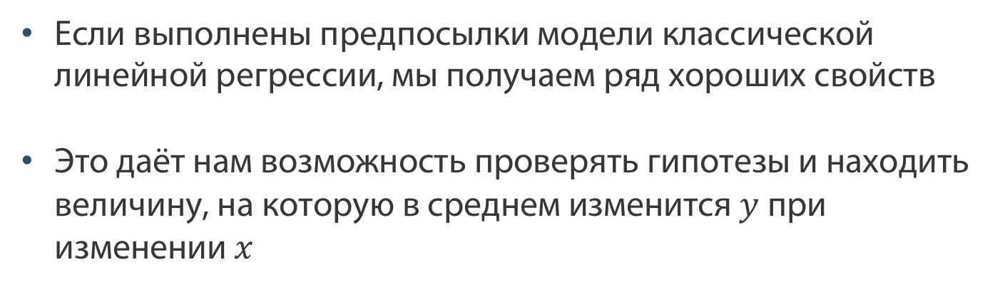 • Если выполнены предпосылки модели классической
линейной регрессии, мы получаем ряд хороших свойств
• Это даёт нам возможность проверять гипотезы и находить
величину, на которую в среднем изменится y при
изменении x